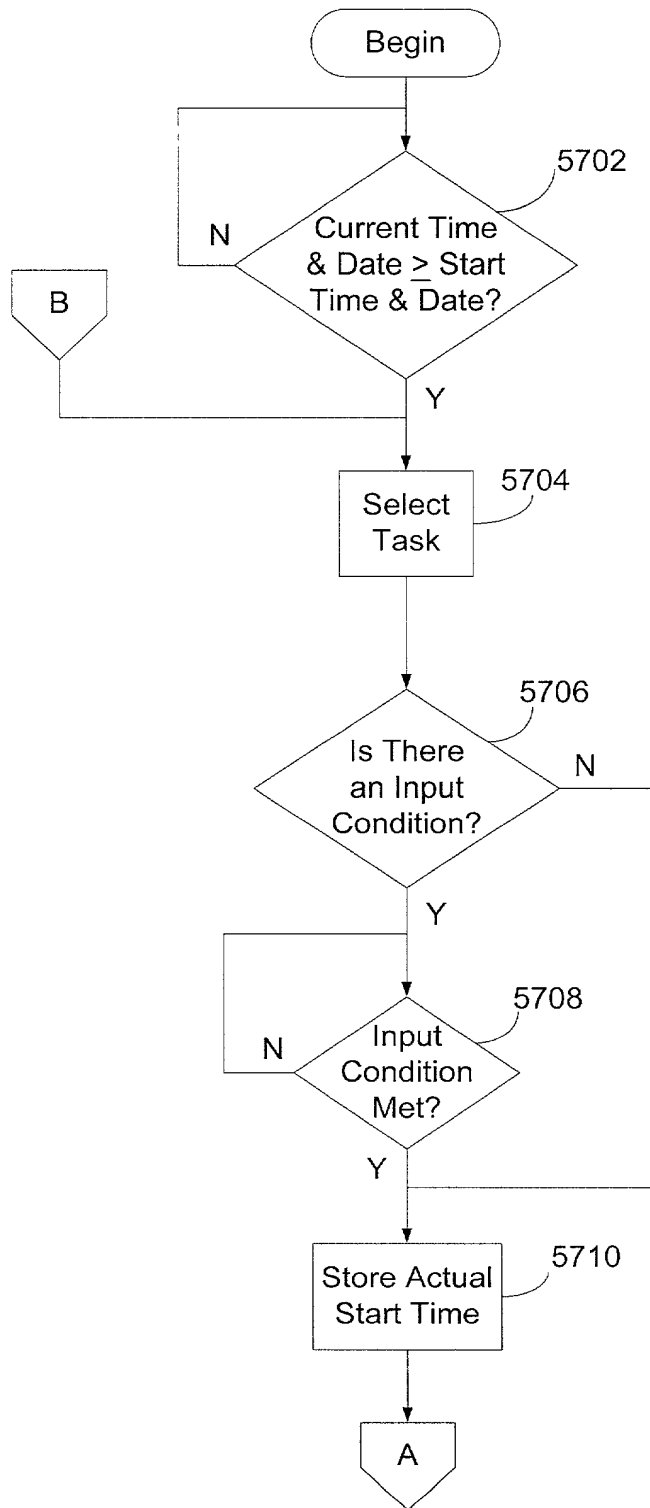 Begin
5702
N
Current Time
& Date ≥ Start
Time & Date?
B
Y
5704
Select
Task
5706
Is There
an Input
Condition?
N
Y
5708
N
Input
Condition
Met?
Y
5710
Store Actual
Start Time
A